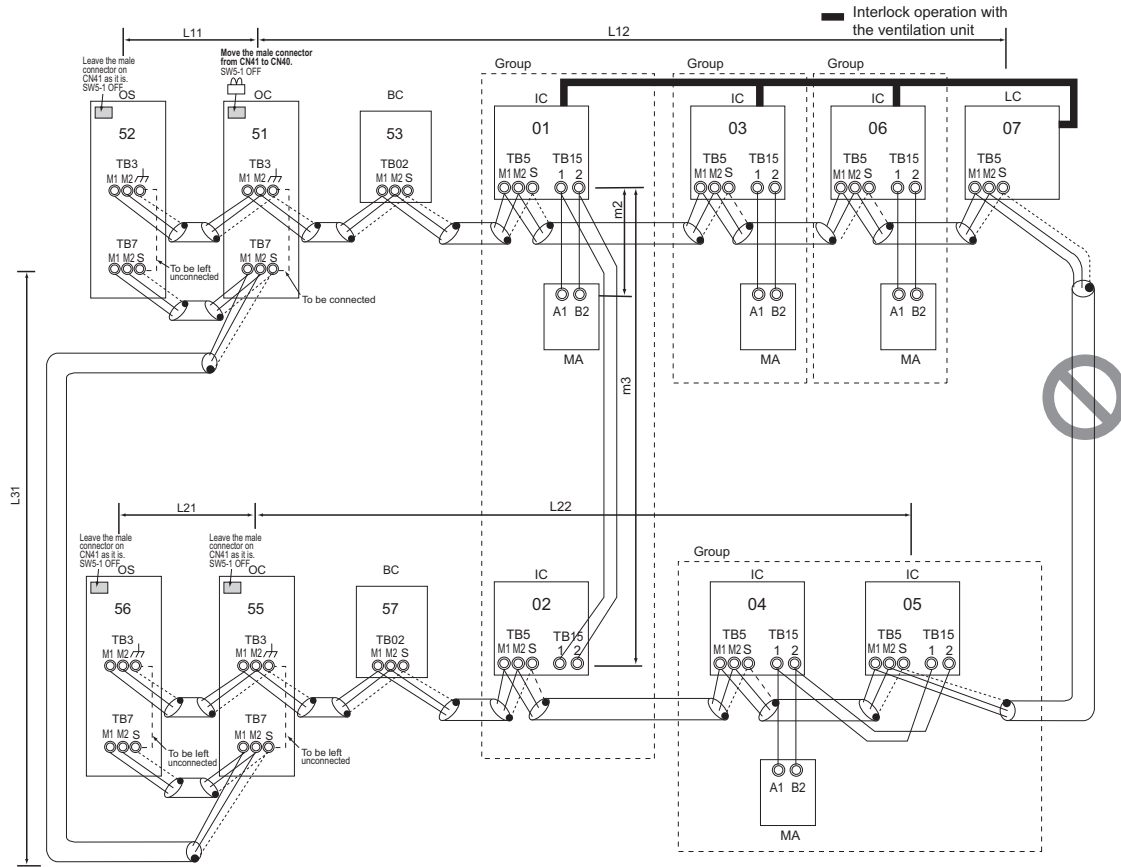 Interlock operation with
the ventilation unit
L11
L12
Leave the male
connector on
CN41 as it is.
SW5-1 OFF
Move the male connector
from CN41 to CN40.
SW5-1 OFF
Group
Group
Group
OS
OC
BC
IC
IC
IC
LC
52
51
53
01
03
06
07
TB3
TB3
TB02
TB5
TB15
TB5
TB15
TB5
TB15
TB5
M1 M2
M1 M2
M1 M2 S
M1 M2 S
1 2
M1 M2 S
1 2
M1 M2 S
1 2
M1 M2 S
m2
TB7
TB7
M1 M2 S
M1 M2 S
To be left
unconnected
To be connected
A1 B2
A1 B2
A1 B2
MA
MA
MA
m3
L31
L21
L22
Leave the male
connector on
CN41 as it is.
SW5-1 OFF
Leave the male
connector on
CN41 as it is.
SW5-1 OFF
Group
OS
OC
BC
IC
IC
IC
56
55
57
02
04
05
TB3
TB3
TB02
TB5
TB15
TB5
TB15
TB5
TB15
M1 M2
M1 M2
M1 M2 S
M1 M2 S
1 2
M1 M2 S
1 2
M1 M2 S
1 2
TB7
TB7
M1 M2 S
M1 M2 S
To be left
unconnected
To be left
unconnected
A1 B2
MA